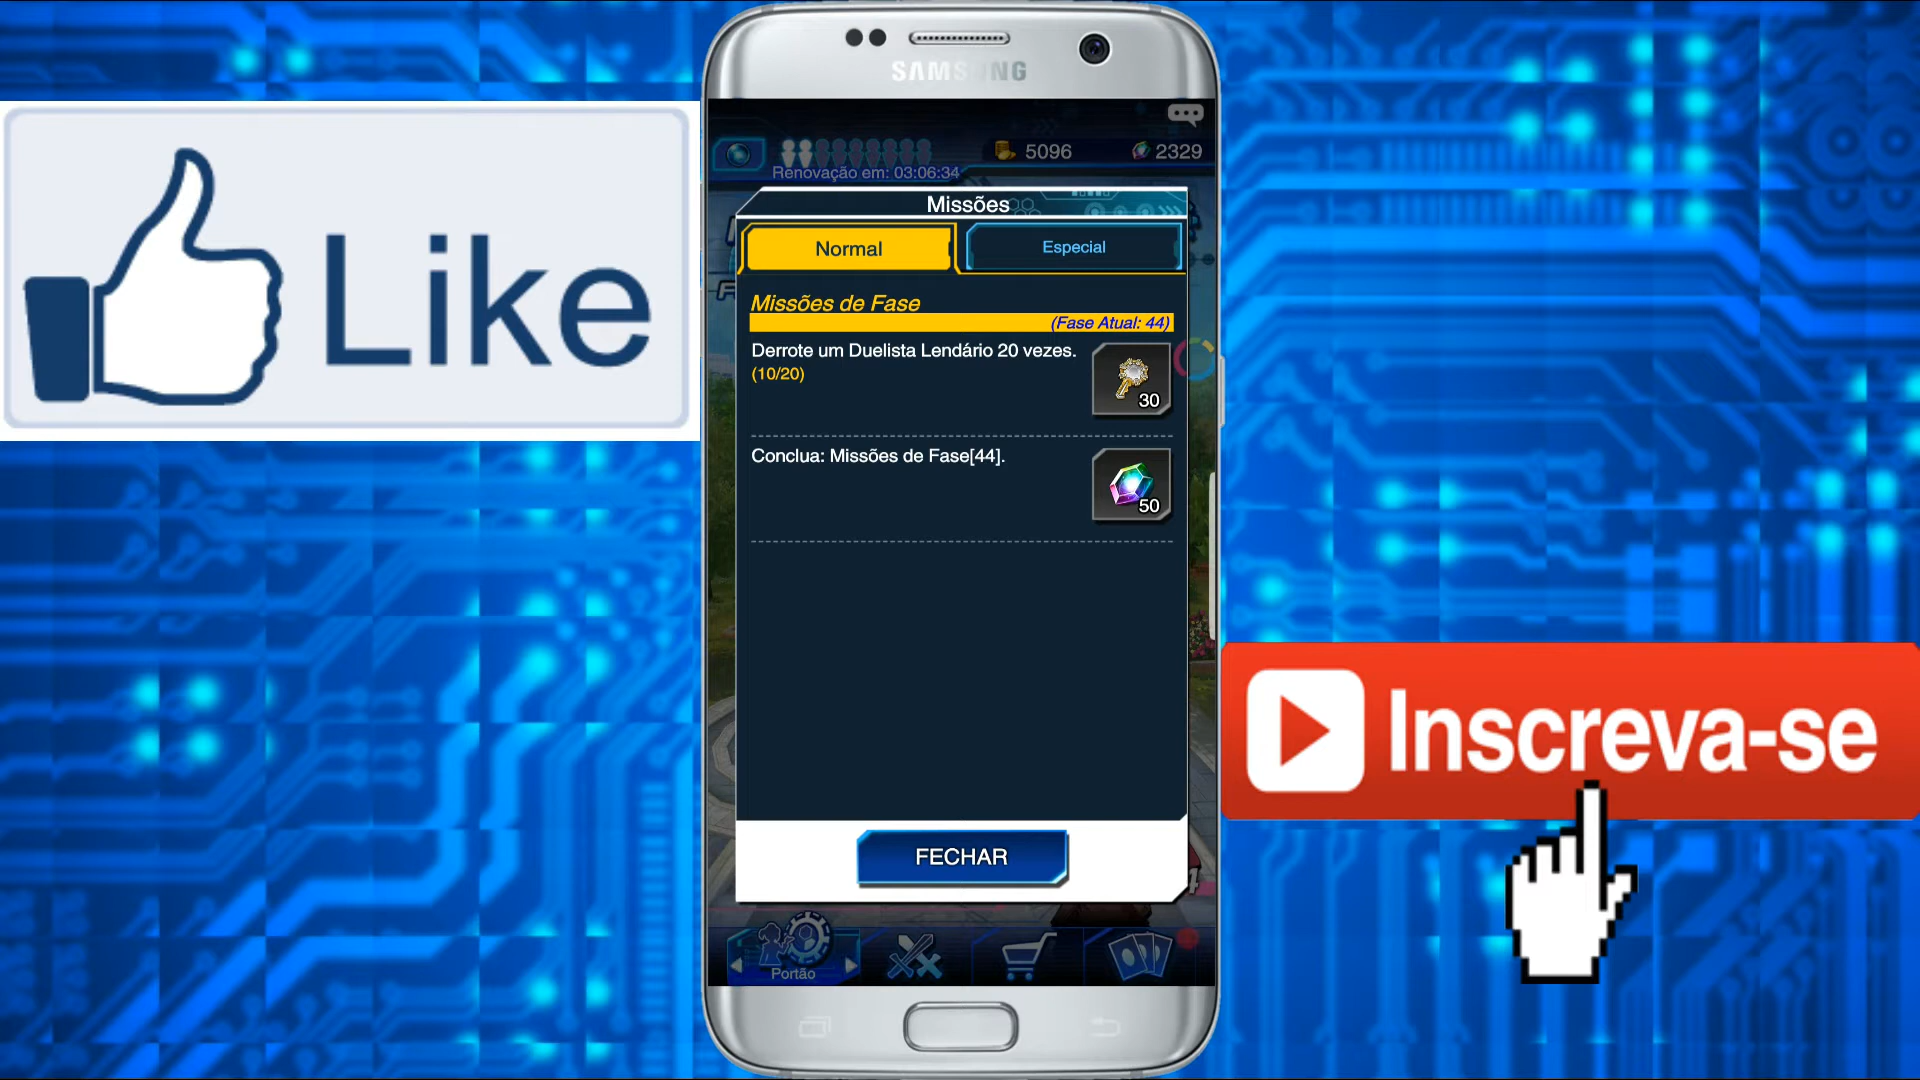 SAMSUNG
5096
2329
Renovação em: 03:06:34
Missões
Normal
Especial
Missões de Fase
(Fase Atual: 44)
Derrote um Duelista Lendário 20 vezes.
(10/20)
30
Conclua: Missões de Fase[44].
50
FECHAR
Portão
Like
Inscreva-se